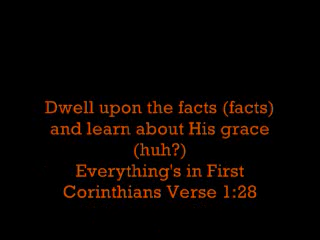 Dwell upon the facts (facts)
and learn about His grace
(huh?)
Everything's in First
Corinthians Verse 1:28